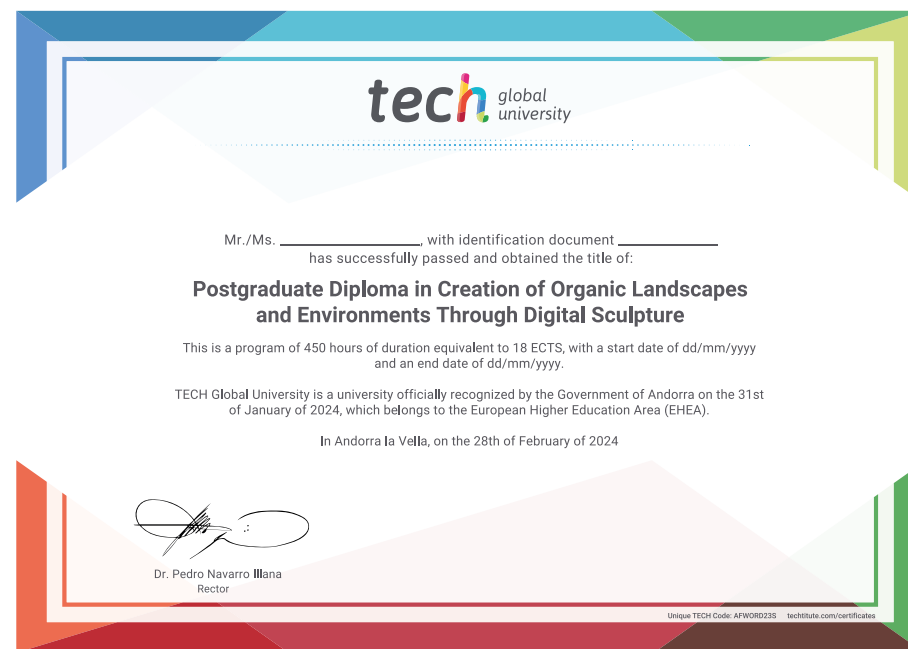 tech global
university
Mr./Ms. ____________, with identification document ____________
has successfully passed and obtained the title of:
Postgraduate Diploma in Creation of Organic Landscapes
and Environments Through Digital Sculpture
This is a program of 450 hours of duration equivalent to 18 ECTS, with a start date of dd/mm/yyyy
and an end date of dd/mm/yyyy.
TECH Global University is a university officially recognized by the Government of Andorra on the 31st
of January of 2024, which belongs to the European Higher Education Area (EHEA).
In Andorra la Vella, on the 28th of February of 2024
Dr. Pedro Navarro Illana
Rector
Unique TECH Code: AFWORD23S techtitute.com/certificates